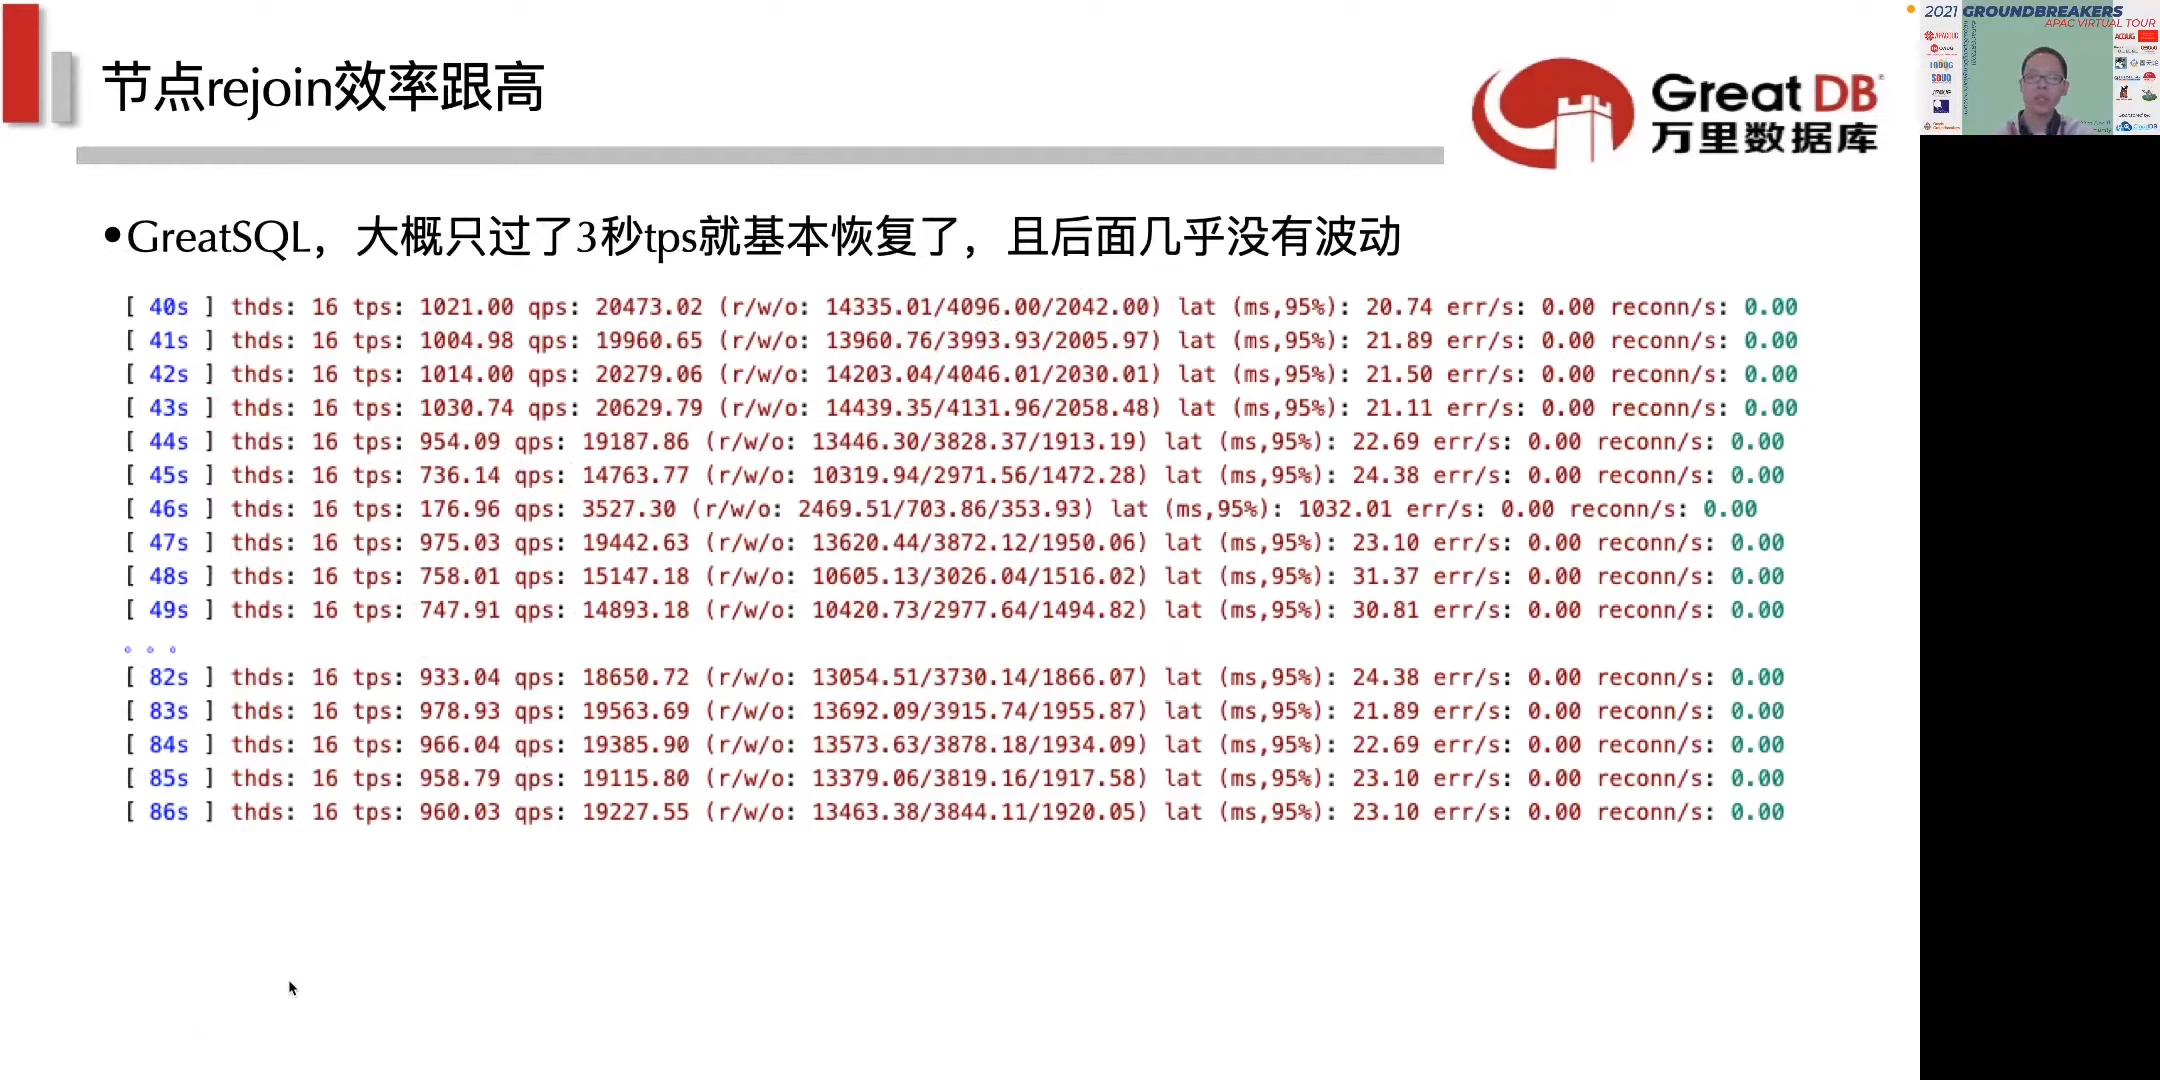 节点rejoin效率跟高
Great DB
万里数据库
2021 GROUNDBREAKERS
APAC VIRTUAL TOUR
•GreatSQL，大概只过了3秒tps就基本恢复了，且后面几乎没有波动
[ 40s ] thds: 16 tps: 1021.00 qps: 20473.02 (r/w/o: 14335.01/4096.00/2042.00) lat (ms,95%): 20.74 err/s: 0.00 reconn/s: 0.00
[ 41s ] thds: 16 tps: 1004.98 qps: 19960.65 (r/w/o: 13960.76/3993.93/2005.97) lat (ms,95%): 21.89 err/s: 0.00 reconn/s: 0.00
[ 42s ] thds: 16 tps: 1014.00 qps: 20279.06 (r/w/o: 14203.04/4046.01/2030.01) lat (ms,95%): 21.50 err/s: 0.00 reconn/s: 0.00
[ 43s ] thds: 16 tps: 1030.74 qps: 20629.79 (r/w/o: 14439.35/4131.96/2058.48) lat (ms,95%): 21.11 err/s: 0.00 reconn/s: 0.00
[ 44s ] thds: 16 tps: 954.09 qps: 19187.86 (r/w/o: 13446.30/3828.37/1913.19) lat (ms,95%): 22.69 err/s: 0.00 reconn/s: 0.00
[ 45s ] thds: 16 tps: 736.14 qps: 14763.77 (r/w/o: 10319.94/2971.56/1472.28) lat (ms,95%): 24.38 err/s: 0.00 reconn/s: 0.00
[ 46s ] thds: 16 tps: 176.96 qps: 3527.30 (r/w/o: 2469.51/703.86/353.93) lat (ms,95%): 1032.01 err/s: 0.00 reconn/s: 0.00
[ 47s ] thds: 16 tps: 975.03 qps: 19442.63 (r/w/o: 13620.44/3872.12/1950.06) lat (ms,95%): 23.10 err/s: 0.00 reconn/s: 0.00
[ 48s ] thds: 16 tps: 758.01 qps: 15147.18 (r/w/o: 10605.13/3026.04/1516.02) lat (ms,95%): 31.37 err/s: 0.00 reconn/s: 0.00
[ 49s ] thds: 16 tps: 747.91 qps: 14893.18 (r/w/o: 10420.73/2977.64/1494.82) lat (ms,95%): 30.81 err/s: 0.00 reconn/s: 0.00
。。。
[ 82s ] thds: 16 tps: 933.04 qps: 18650.72 (r/w/o: 13054.51/3730.14/1866.07) lat (ms,95%): 24.38 err/s: 0.00 reconn/s: 0.00
[ 83s ] thds: 16 tps: 978.93 qps: 19563.69 (r/w/o: 13692.09/3915.74/1955.87) lat (ms,95%): 21.89 err/s: 0.00 reconn/s: 0.00
[ 84s ] thds: 16 tps: 966.04 qps: 19385.90 (r/w/o: 13573.63/3878.18/1934.09) lat (ms,95%): 22.69 err/s: 0.00 reconn/s: 0.00
[ 85s ] thds: 16 tps: 958.79 qps: 19115.80 (r/w/o: 13379.06/3819.16/1917.58) lat (ms,95%): 23.10 err/s: 0.00 reconn/s: 0.00
[ 86s ] thds: 16 tps: 960.03 qps: 19227.55 (r/w/o: 13463.38/3844.11/1920.05) lat (ms,95%): 23.10 err/s: 0.00 reconn/s: 0.00